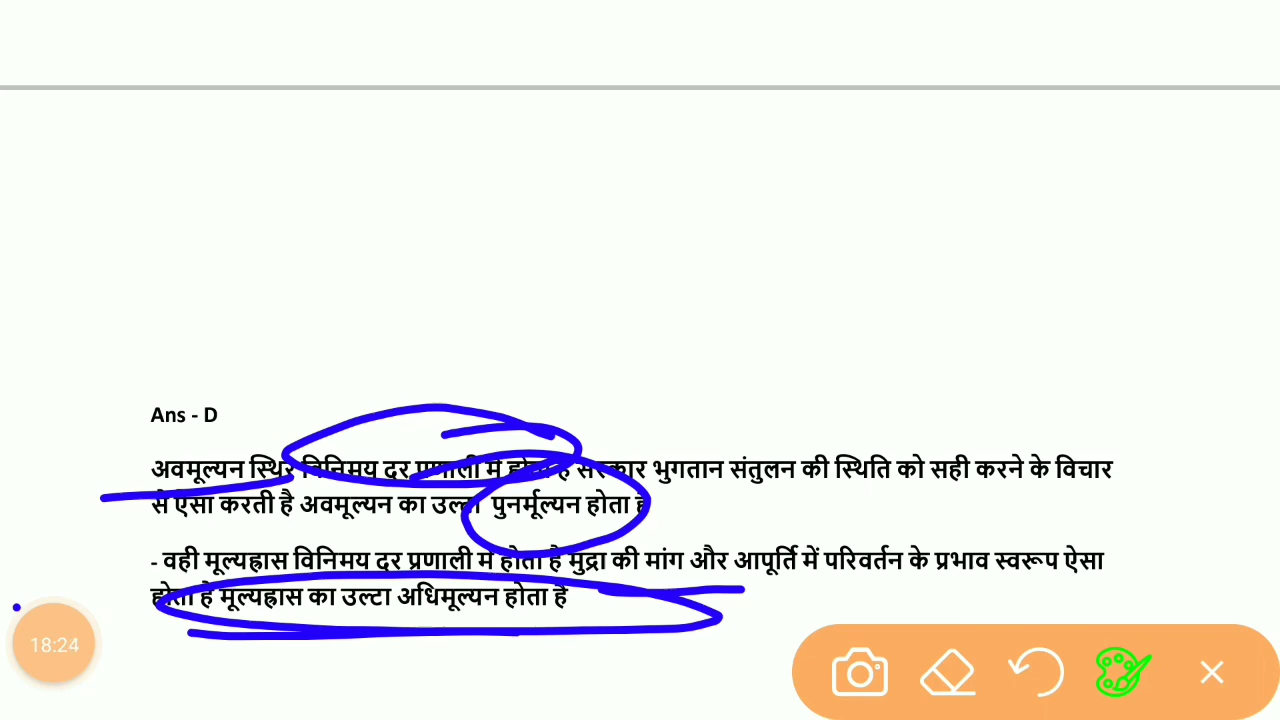 Ans - D
अवमूल्यन स्थिर विनिमय दर प्रणाली में होता है सरकार भुगतान संतुलन की स्थिति को सही करने के विचार
से ऐसा करती है अवमूल्यन का उल्टा पुनर्मूल्यन होता है
- वही मूल्यह्रास विनिमय दर प्रणाली में होता है मुद्रा की मांग और आपूर्ति में परिवर्तन के प्रभाव स्वरूप ऐसा
होता है मूल्यह्रास का उल्टा अधिमूल्यन होता है
18:24